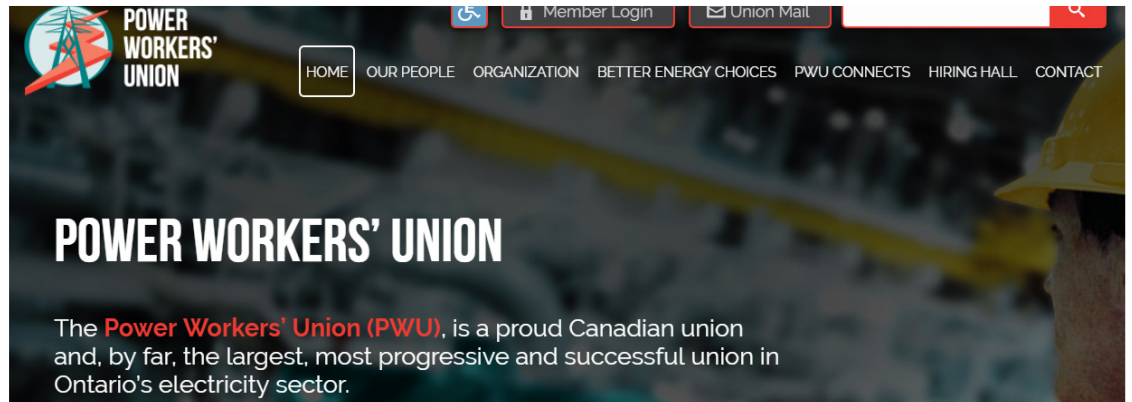 POWER
WORKERS'
UNION
Member Login
Union Mail
HOME OUR PEOPLE ORGANIZATION BETTER ENERGY CHOICES PWU CONNECTS HIRING HALL CONTACT
POWER WORKERS' UNION
The Power Workers' Union (PWU), is a proud Canadian union
and, by far, the largest, most progressive and successful union in
Ontario's electricity sector.